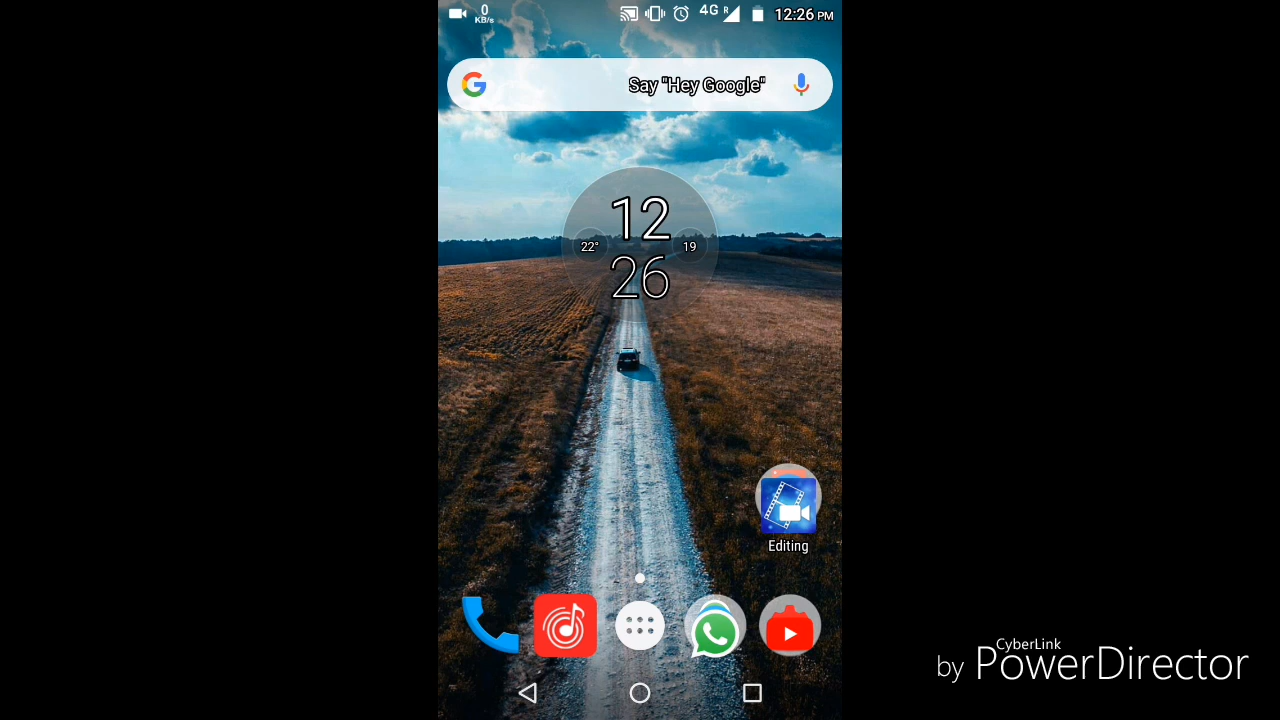 0
KB/s
4G R 12:26 PM
Say "Hey Google"
12
22° 19
26
Editing
CyberLink
by PowerDirector